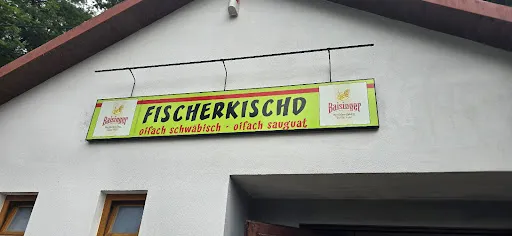 Baisinger
FISCHERKISCHD
oifach schwäbisch - oifach sauguat
Baisinger